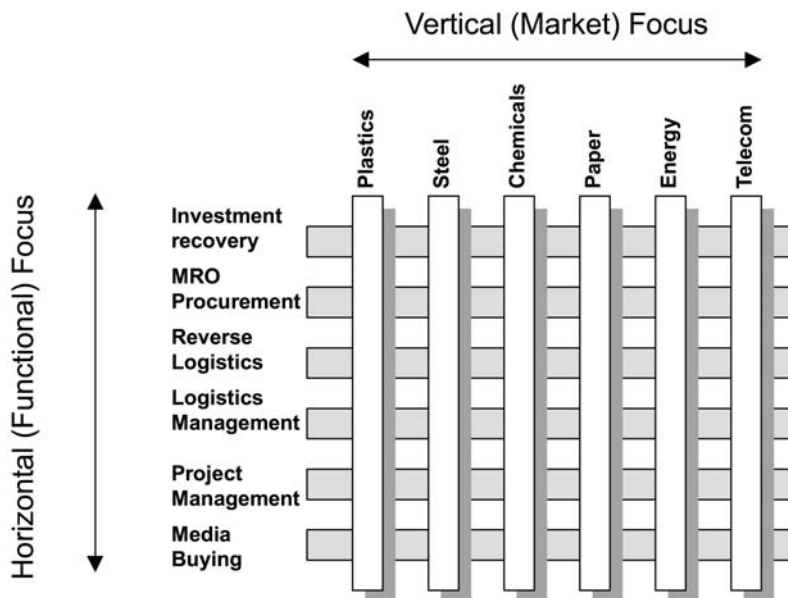 Vertical (Market) Focus
Plastics
Steel
Chemicals
Paper
Energy
Telecom
Horizontal (Functional) Focus
Investment
recovery
MRO
Procurement
Reverse
Logistics
Logistics
Management
Project
Management
Media
Buying